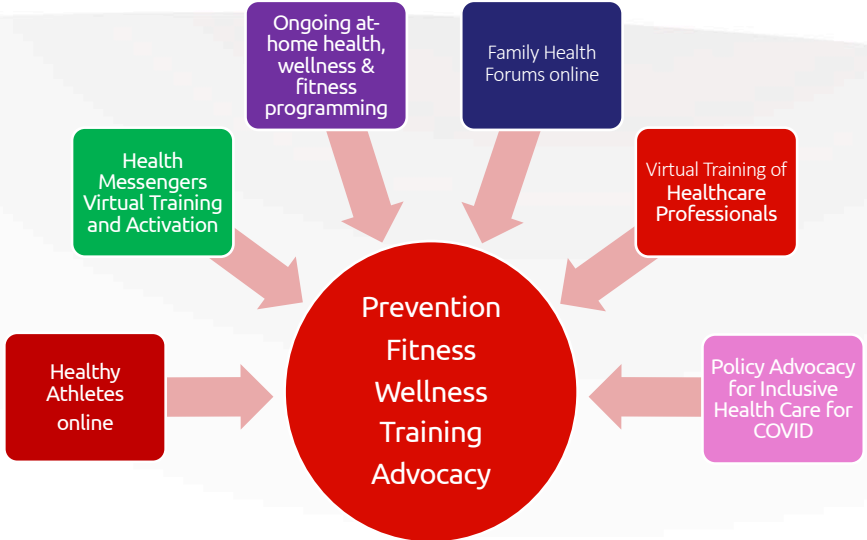 Ongoing at-
home health,
wellness &
fitness
programming
Family Health
Forums online
Health
Messengers
Virtual Training
and Activation
Virtual Training of
Healthcare
Professionals
Healthy
Athletes
online
Prevention
Fitness
Wellness
Training
Advocacy
Policy Advocacy
for Inclusive
Health Care for
COVID